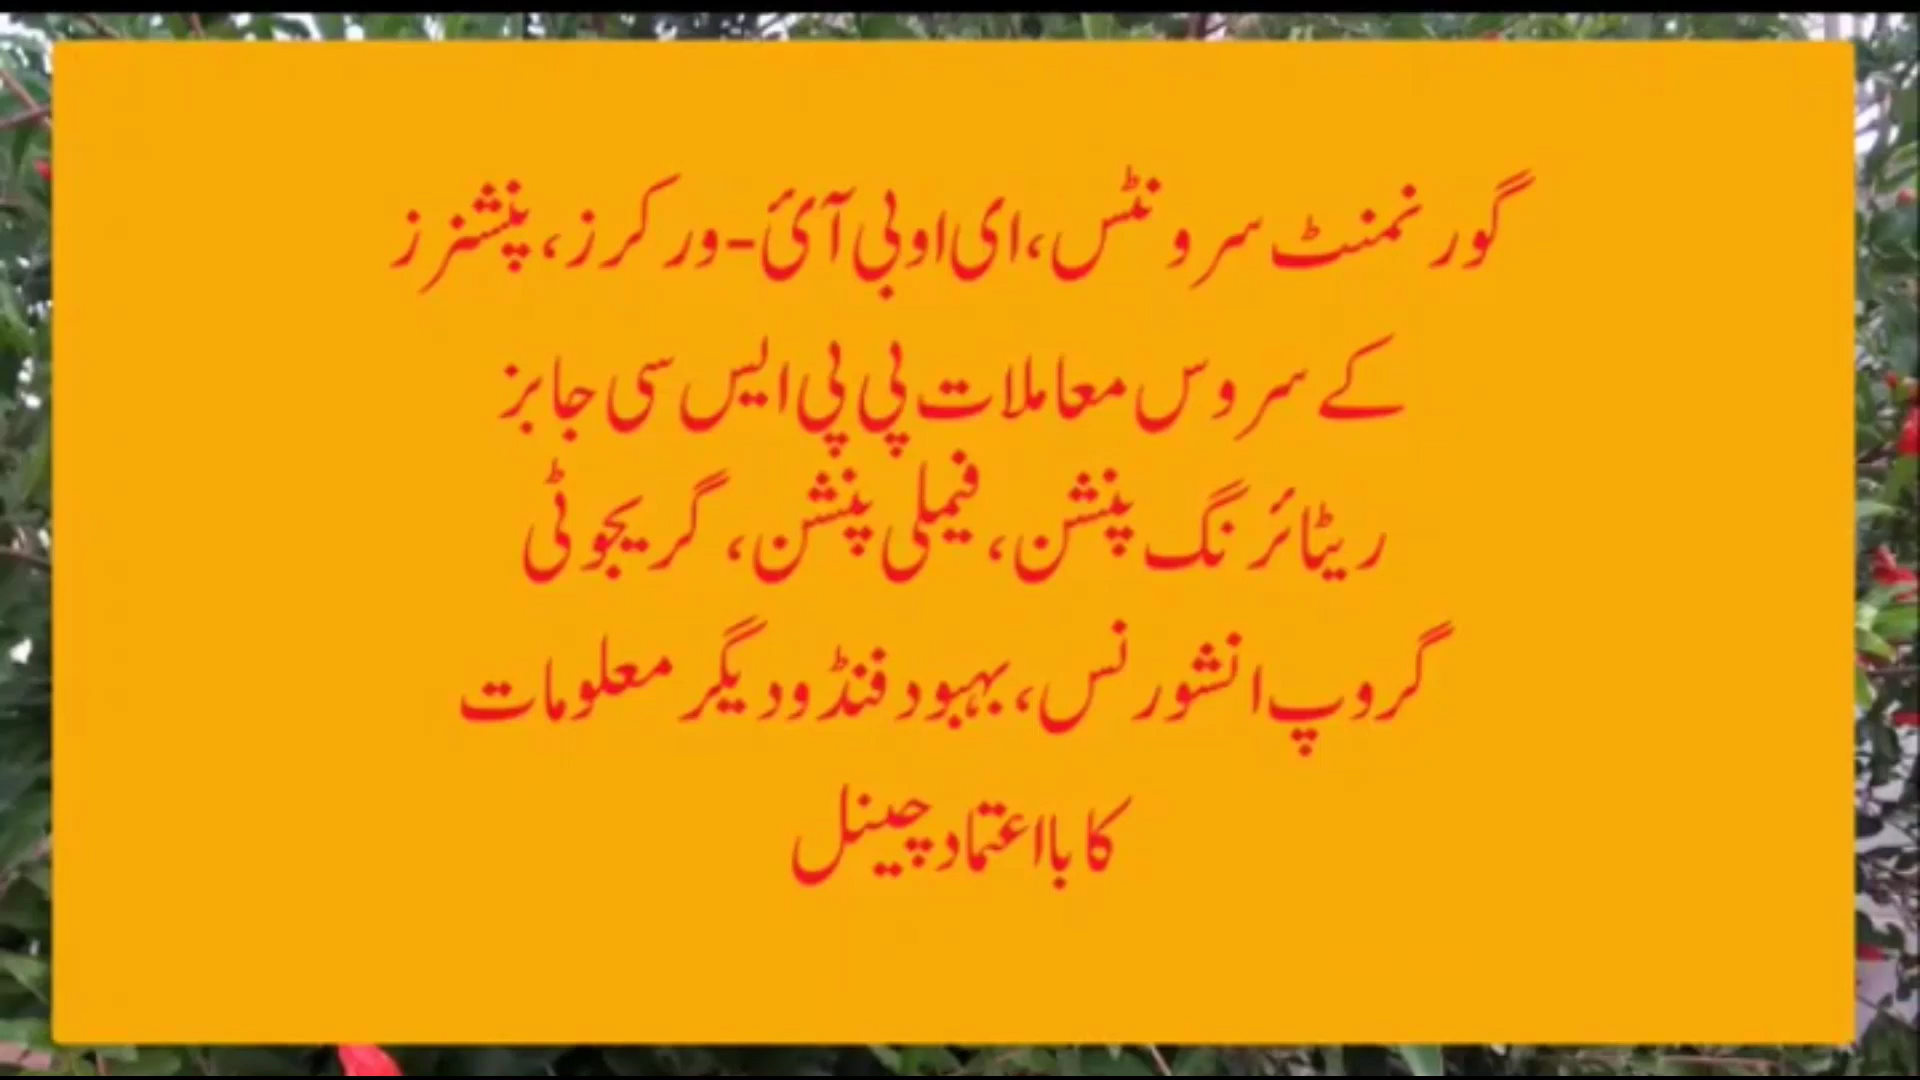 گورنمنٹ سرونٹس، ای او بی آئ-ورکرز، پنشنرز
کے سروس معاملات پی پی ایس سی جابز
ریٹائرنگ پنشن، فیملی پنشن، گریجوٹی
گروپ انشورنس، بہبود فنڈ و دیگر معلومات
کا بااعتماد چینل